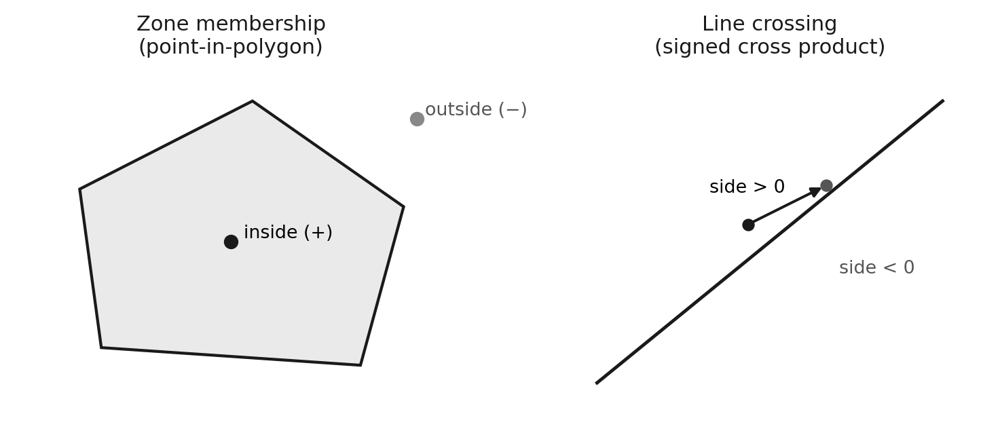 Zone membership
(point-in-polygon)
outside (−)
inside (+)
Line crossing
(signed cross product)
side > 0
side < 0